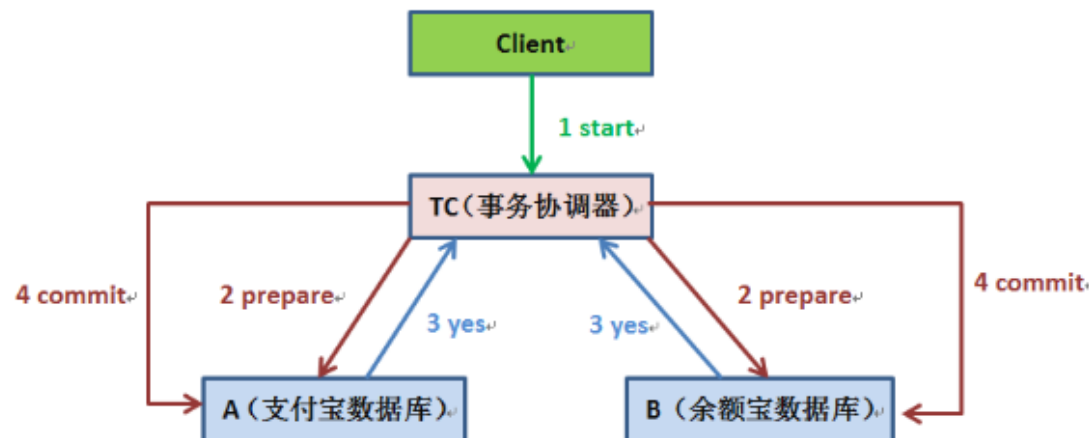 Client
1 start
TC（事务协调器）
4 commit
2 prepare
3 yes
3 yes
2 prepare
4 commit
A（支付宝数据库）
B（余额宝数据库）